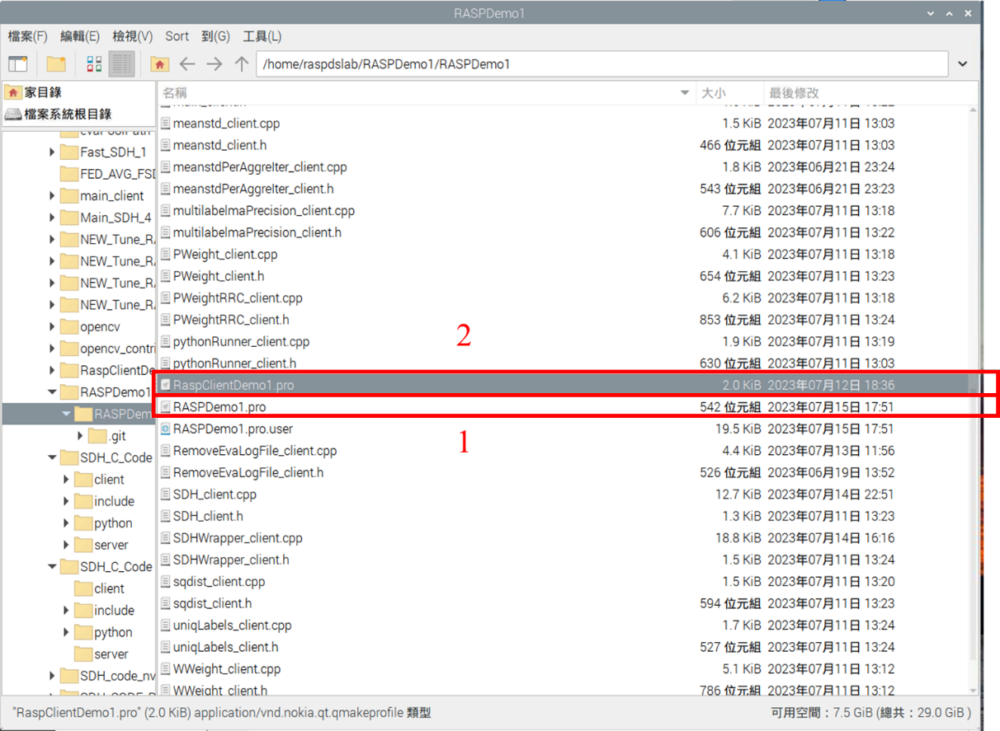 RASPDemo1
檔案(F) 編輯(E) 檢視(V) Sort 到(G) 工具(L)
/home/raspdslab/RASPDemo1/RASPDemo1
家目錄
檔案系統根目錄
Fast_SDH_1
FED_AVG_FSD
main_client
Main_SDH_4
NEW_Tune_RA
NEW_Tune_RA
NEW_Tune_RA
NEW_Tune_RA
opencv
opencv_contri
RaspClientDe
RASPDemo1
RASPDem
.git
SDH_C_Code
client
include
python
server
SDH_C_Code
client
include
python
server
SDH_code_nv
名稱 大小 最後修改
meanstd_client.cpp 1.5 KiB 2023年07月11日 13:03
meanstd_client.h 466 位元組 2023年07月11日 13:03
meanstdPerAggreIter_client.cpp 1.8 KiB 2023年06月21日 23:24
meanstdPerAggreIter_client.h 543 位元組 2023年06月21日 23:23
multilabelmaPrecision_client.cpp 7.7 KiB 2023年07月11日 13:18
multilabelmaPrecision_client.h 606 位元組 2023年07月11日 13:22
PWeight_client.cpp 4.1 KiB 2023年07月11日 13:18
PWeight_client.h 654 位元組 2023年07月11日 13:23
PWeightRRC_client.cpp 6.2 KiB 2023年07月11日 13:18
PWeightRRC_client.h 853 位元組 2023年07月11日 13:24
2
pythonRunner_client.cpp 1.9 KiB 2023年07月11日 13:19
pythonRunner_client.h 630 位元組 2023年07月11日 13:03
RaspClientDemo1.pro 2.0 KiB 2023年07月12日 18:36
RASPDemo1.pro 542 位元組 2023年07月15日 17:51
RASPDemo1.pro.user 19.5 KiB 2023年07月15日 17:51
1
RemoveEvaLogFile_client.cpp 4.4 KiB 2023年07月13日 11:56
RemoveEvaLogFile_client.h 526 位元組 2023年06月19日 13:52
SDH_client.cpp 12.7 KiB 2023年07月14日 22:51
SDH_client.h 1.3 KiB 2023年07月11日 13:23
SDHWrapper_client.cpp 18.8 KiB 2023年07月14日 16:16
SDHWrapper_client.h 1.5 KiB 2023年07月11日 13:24
sqdist_client.cpp 1.5 KiB 2023年07月11日 13:20
sqdist_client.h 594 位元組 2023年07月11日 13:23
uniqLabels_client.cpp 1.7 KiB 2023年07月11日 13:24
uniqLabels_client.h 527 位元組 2023年07月11日 13:24
WWeight_client.cpp 5.1 KiB 2023年07月11日 13:12
WWeight_client.h 786 位元組 2023年07月11日 13:12
"RaspClientDemo1.pro" (2.0 KiB) application/vnd.nokia.qt.qmakeprofile 類型 可用空間：7.5 GiB (總共：29.0 GiB )